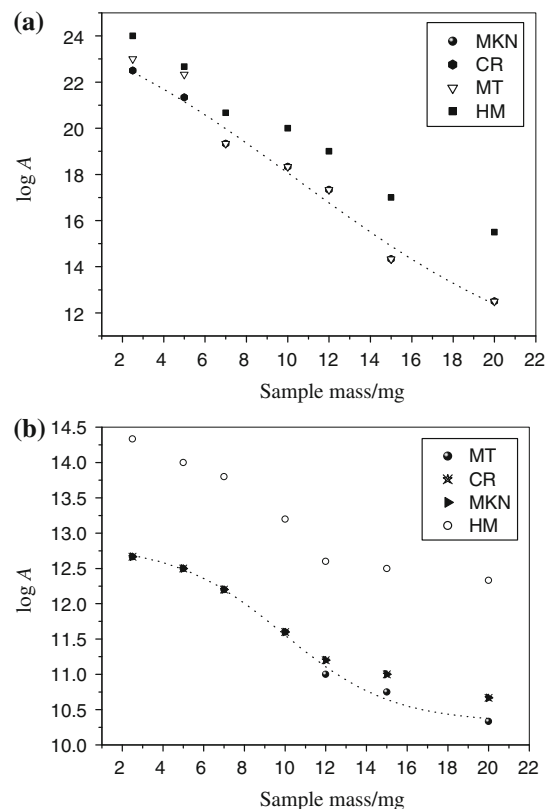 (a)
24
22
20
18
16
14
12
log A
MKN
CR
MT
HM
2 4 6 8 10 12 14 16 18 20 22
Sample mass/mg
(b)
14.5
14.0
13.5
13.0
12.5
12.0
11.5
11.0
10.5
10.0
log A
MT
CR
MKN
HM
2 4 6 8 10 12 14 16 18 20 22
Sample mass/mg